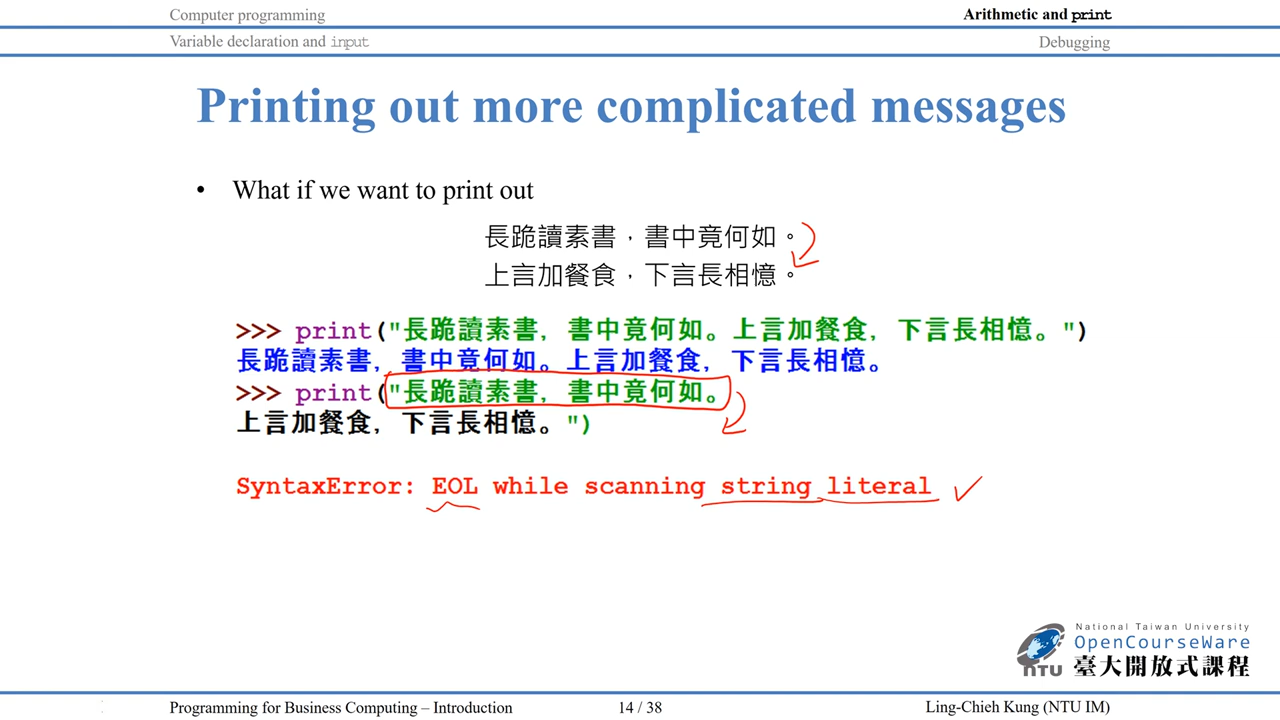 Computer programming
Arithmetic and print
Variable declaration and input
Debugging
Printing out more complicated messages
• What if we want to print out
長跪讀素書，書中竟何如。
上言加餐食，下言長相憶。
>>> print("長跪讀素書，書中竟何如。上言加餐食，下言長相憶。")
長跪讀素書，書中竟何如。上言加餐食，下言長相憶。
>>> print("長跪讀素書，書中竟何如。
上言加餐食，下言長相憶。")
SyntaxError: EOL while scanning string literal
National Taiwan University
OpenCourseWare
NTU 臺大開放式課程
Programming for Business Computing – Introduction
14 / 38
Ling-Chieh Kung (NTU IM)